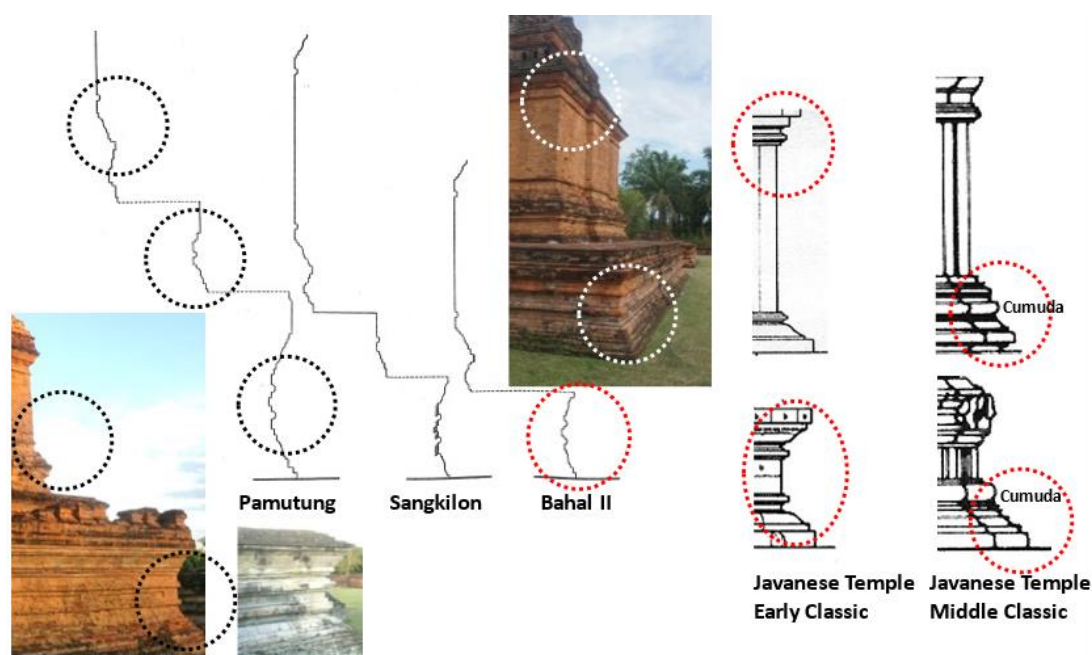 Pamutung
Sangkilon
Bahal II
Cumuda
Cumuda
Javanese Temple
Early Classic
Javanese Temple
Middle Classic